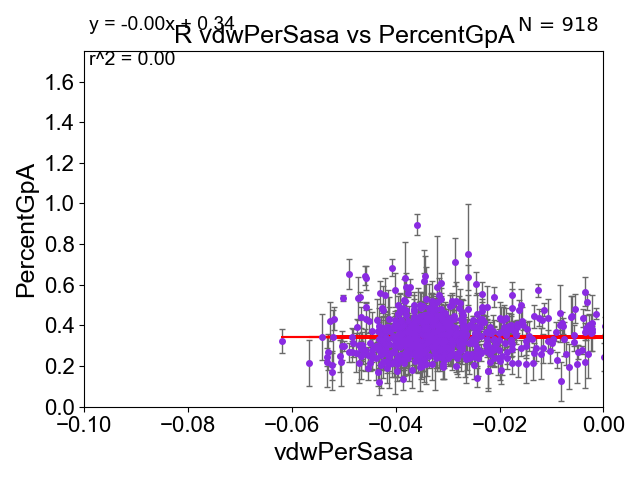 y = -0.00x + 0.34
N = 918
R vdwPerSasa vs PercentGpA
r^2 = 0.00
PercentGpA
1.6
1.4
1.2
1.0
0.8
0.6
0.4
0.2
0.0
−0.10 −0.08 −0.06 −0.04 −0.02 0.00
vdwPerSasa